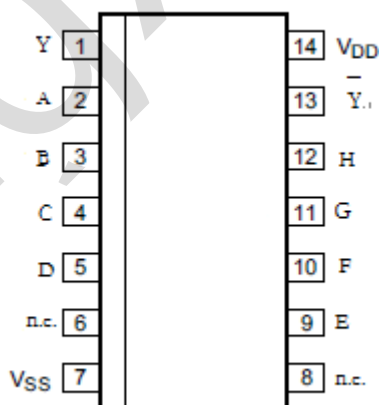 Y 1 14 VDD
A 2 13 Y
B 3 12 H
C 4 11 G
D 5 10 F
n.c. 6 9 E
VSS 7 8 n.c.